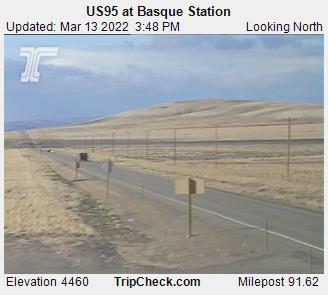 US95 at Basque Station
Updated: Mar 13 2022 3:48 PM Looking North
Elevation 4460 TripCheck.com Milepost 91.62